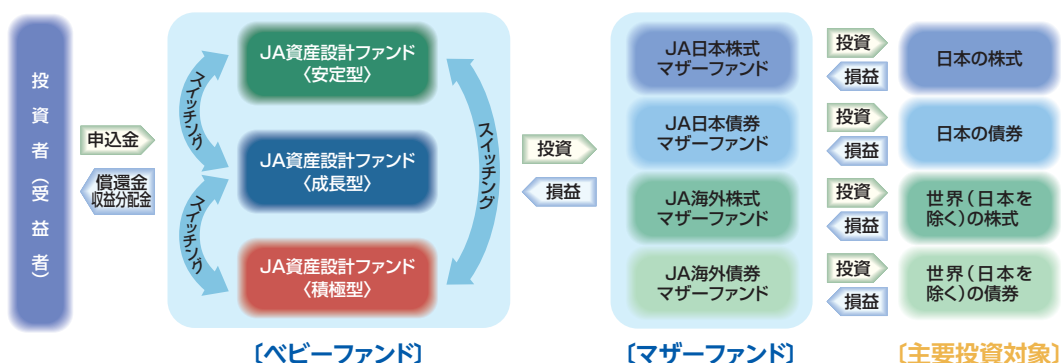 投資者（受益者）
申込金
償還金
収益分配金
JA資産設計ファンド
〈安定型〉
スイッチング
JA資産設計ファンド
〈成長型〉
スイッチング
JA資産設計ファンド
〈積極型〉
スイッチング
〔ベビーファンド〕
投資
損益
JA日本株式
マザーファンド
JA日本債券
マザーファンド
JA海外株式
マザーファンド
JA海外債券
マザーファンド
〔マザーファンド〕
投資
損益
日本の株式
投資
損益
日本の債券
投資
損益
世界（日本を
除く）の株式
投資
損益
世界（日本を
除く）の債券
〔主要投資対象〕